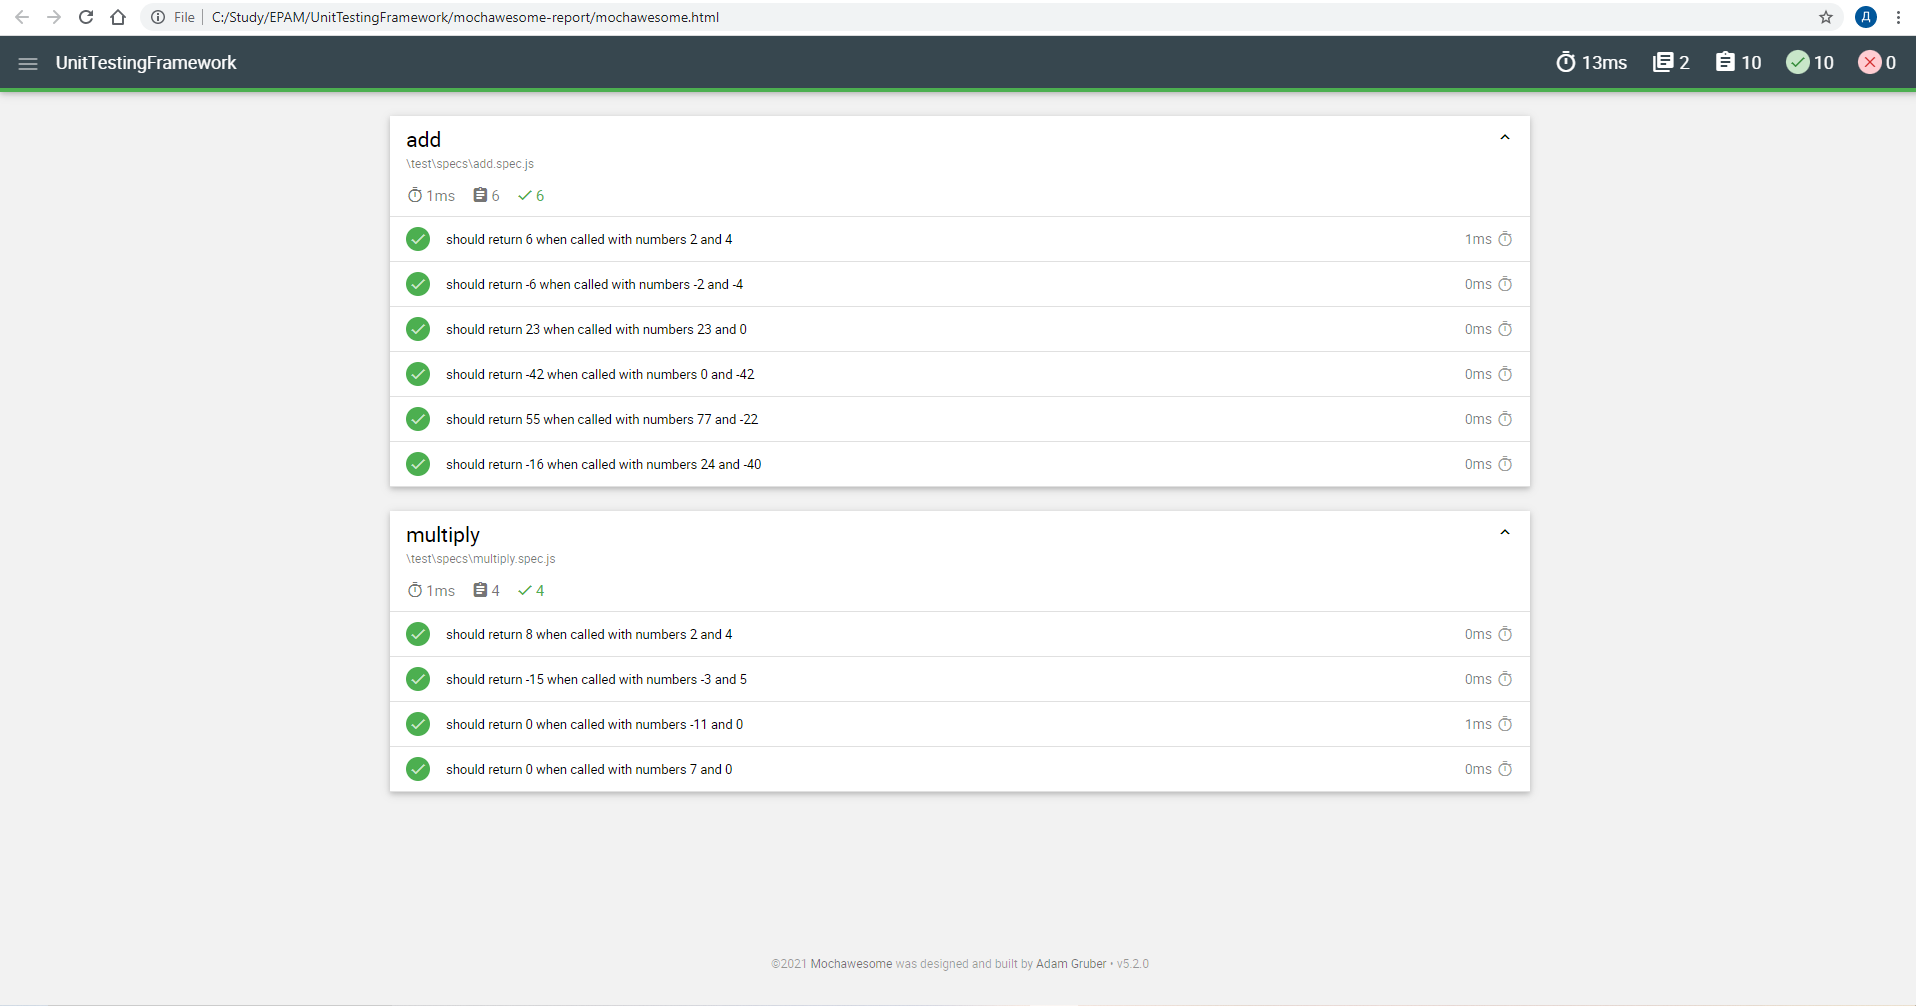 File | C:/Study/EPAM/UnitTestingFramework/mochawesome-report/mochawesome.html
Д
UnitTestingFramework
13ms 2 10 10 0
add
\test\specs\add.spec.js
1ms 6 6
should return 6 when called with numbers 2 and 4 1ms
should return -6 when called with numbers -2 and -4 0ms
should return 23 when called with numbers 23 and 0 0ms
should return -42 when called with numbers 0 and -42 0ms
should return 55 when called with numbers 77 and -22 0ms
should return -16 when called with numbers 24 and -40 0ms
multiply
\test\specs\multiply.spec.js
1ms 4 4
should return 8 when called with numbers 2 and 4 0ms
should return -15 when called with numbers -3 and 5 0ms
should return 0 when called with numbers -11 and 0 1ms
should return 0 when called with numbers 7 and 0 0ms
©2021 Mochawesome was designed and built by Adam Gruber • v5.2.0